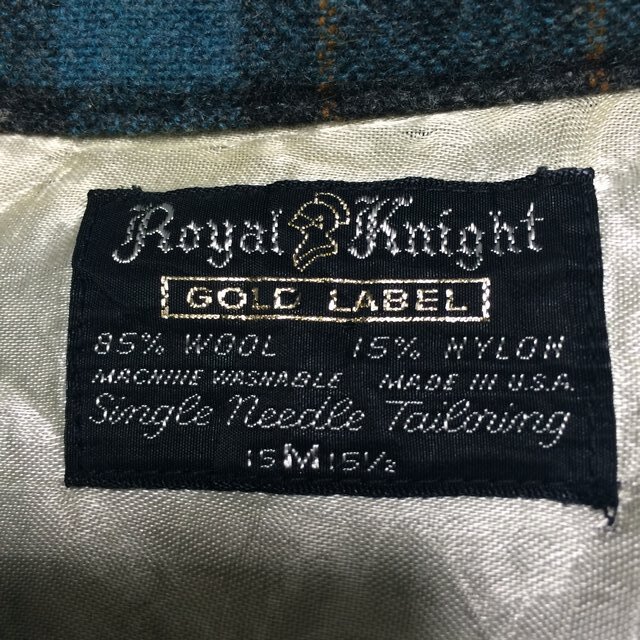 Royal Knight
GOLD LABEL
85% WOOL 15% NYLON
MACHINE WASHABLE MADE IN U.S.A.
Single Needle Tailoring
15 M 15½